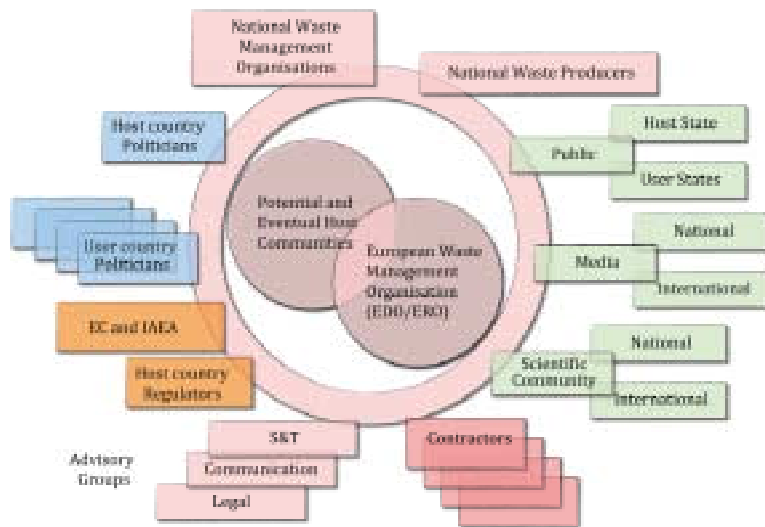 National Waste
Management
Organisations
National Waste Producers
Host country
Politicians
Host State
Public
User States
Potential and
Eventual Host
Communities
European Waste
Management
Organisation
(EDO/ERO)
User country
Politicians
National
Media
International
EC and IAEA
Host country
Regulators
National
Scientific
Community
International
S&T
Communication
Legal
Advisory
Groups
Contractors